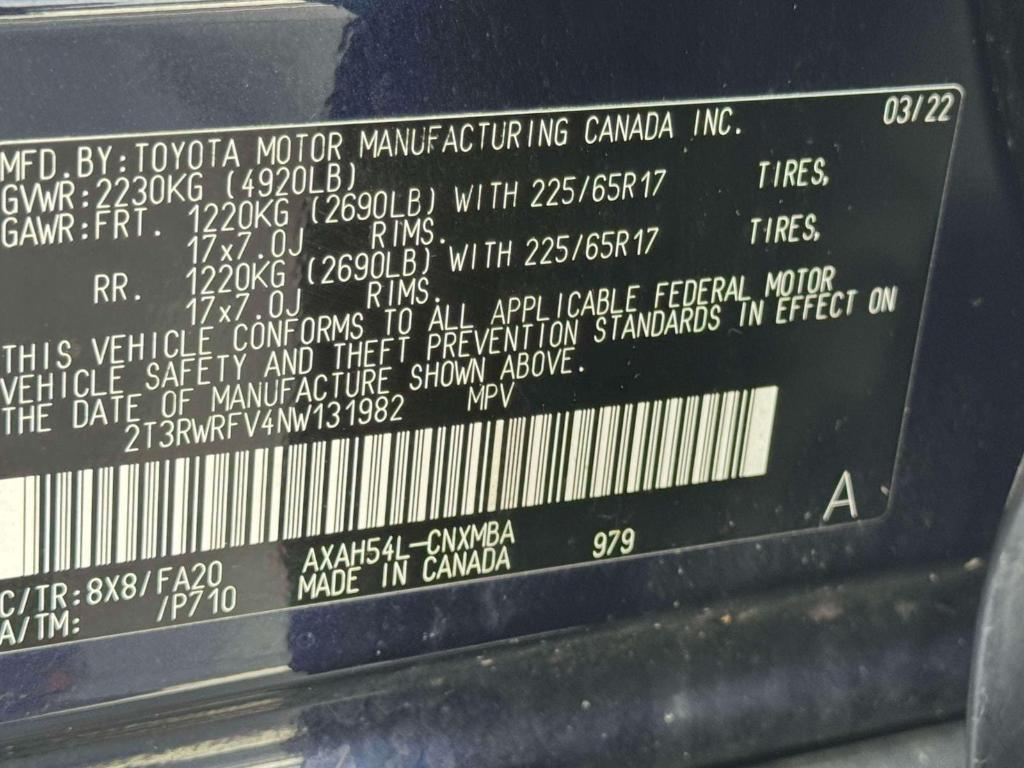 03/22
MFD. BY: TOYOTA MOTOR MANUFACTURING CANADA INC.
GVWR: 2230KG (4920LB)
GAWR: FRT. 1220KG (2690LB) WITH 225/65R17 TIRES,
17x7.0J RIMS.
RR. 1220KG (2690LB) WITH 225/65R17 TIRES,
17x7.0J RIMS.
THIS VEHICLE CONFORMS TO ALL APPLICABLE FEDERAL MOTOR
VEHICLE SAFETY AND THEFT PREVENTION STANDARDS IN EFFECT ON
THE DATE OF MANUFACTURE SHOWN ABOVE.
2T3RWRFV4NW131982 MPV
A
C/TR: 8X8/FA20 AXAH54L-CNXMBA 979
A/TM: /P710 MADE IN CANADA